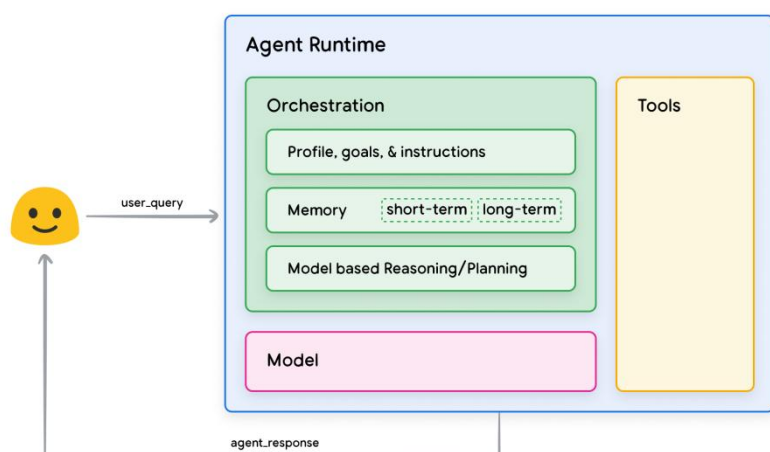 Agent Runtime
Orchestration
Tools
Profile, goals, & instructions
user_query
Memory short-term long-term
Model based Reasoning/Planning
Model
agent_response